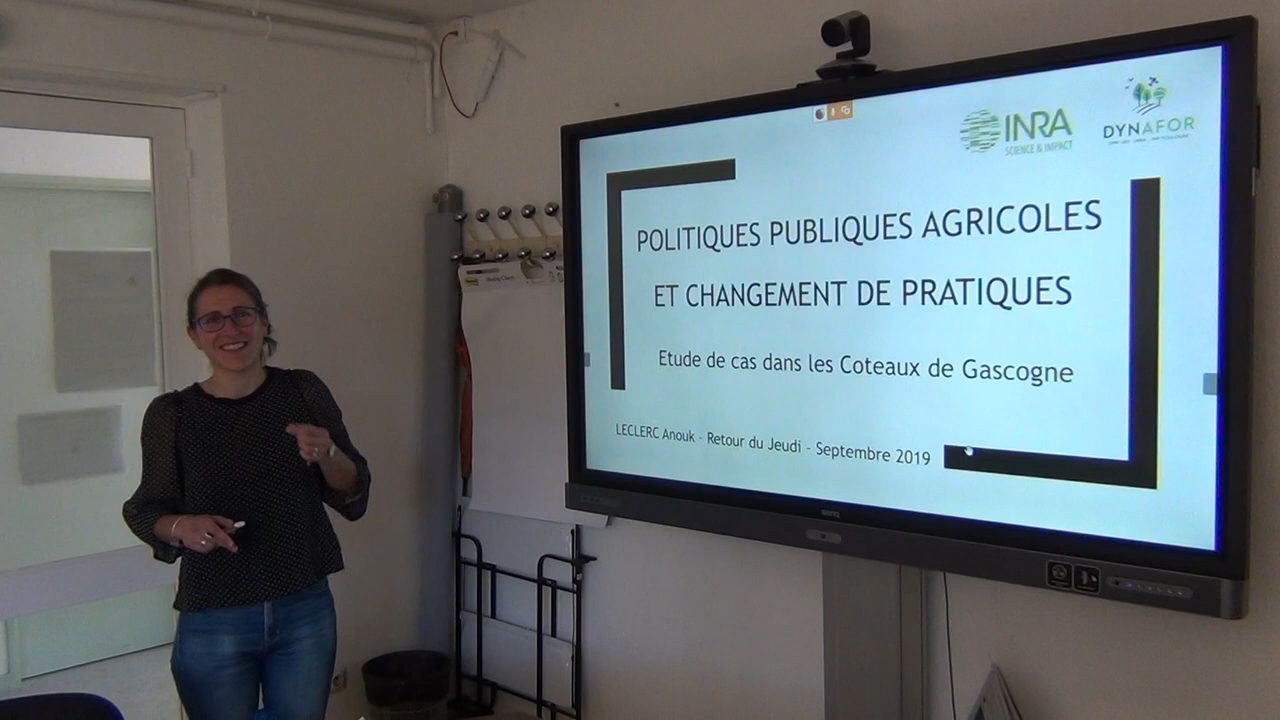 INRA
SCIENCE & IMPACT
DYNAFOR
POLITIQUES PUBLIQUES AGRICOLES
ET CHANGEMENT DE PRATIQUES
Etude de cas dans les Coteaux de Gascogne
LECLERC Anouk - Retour du Jeudi - Septembre 2019
BenQ